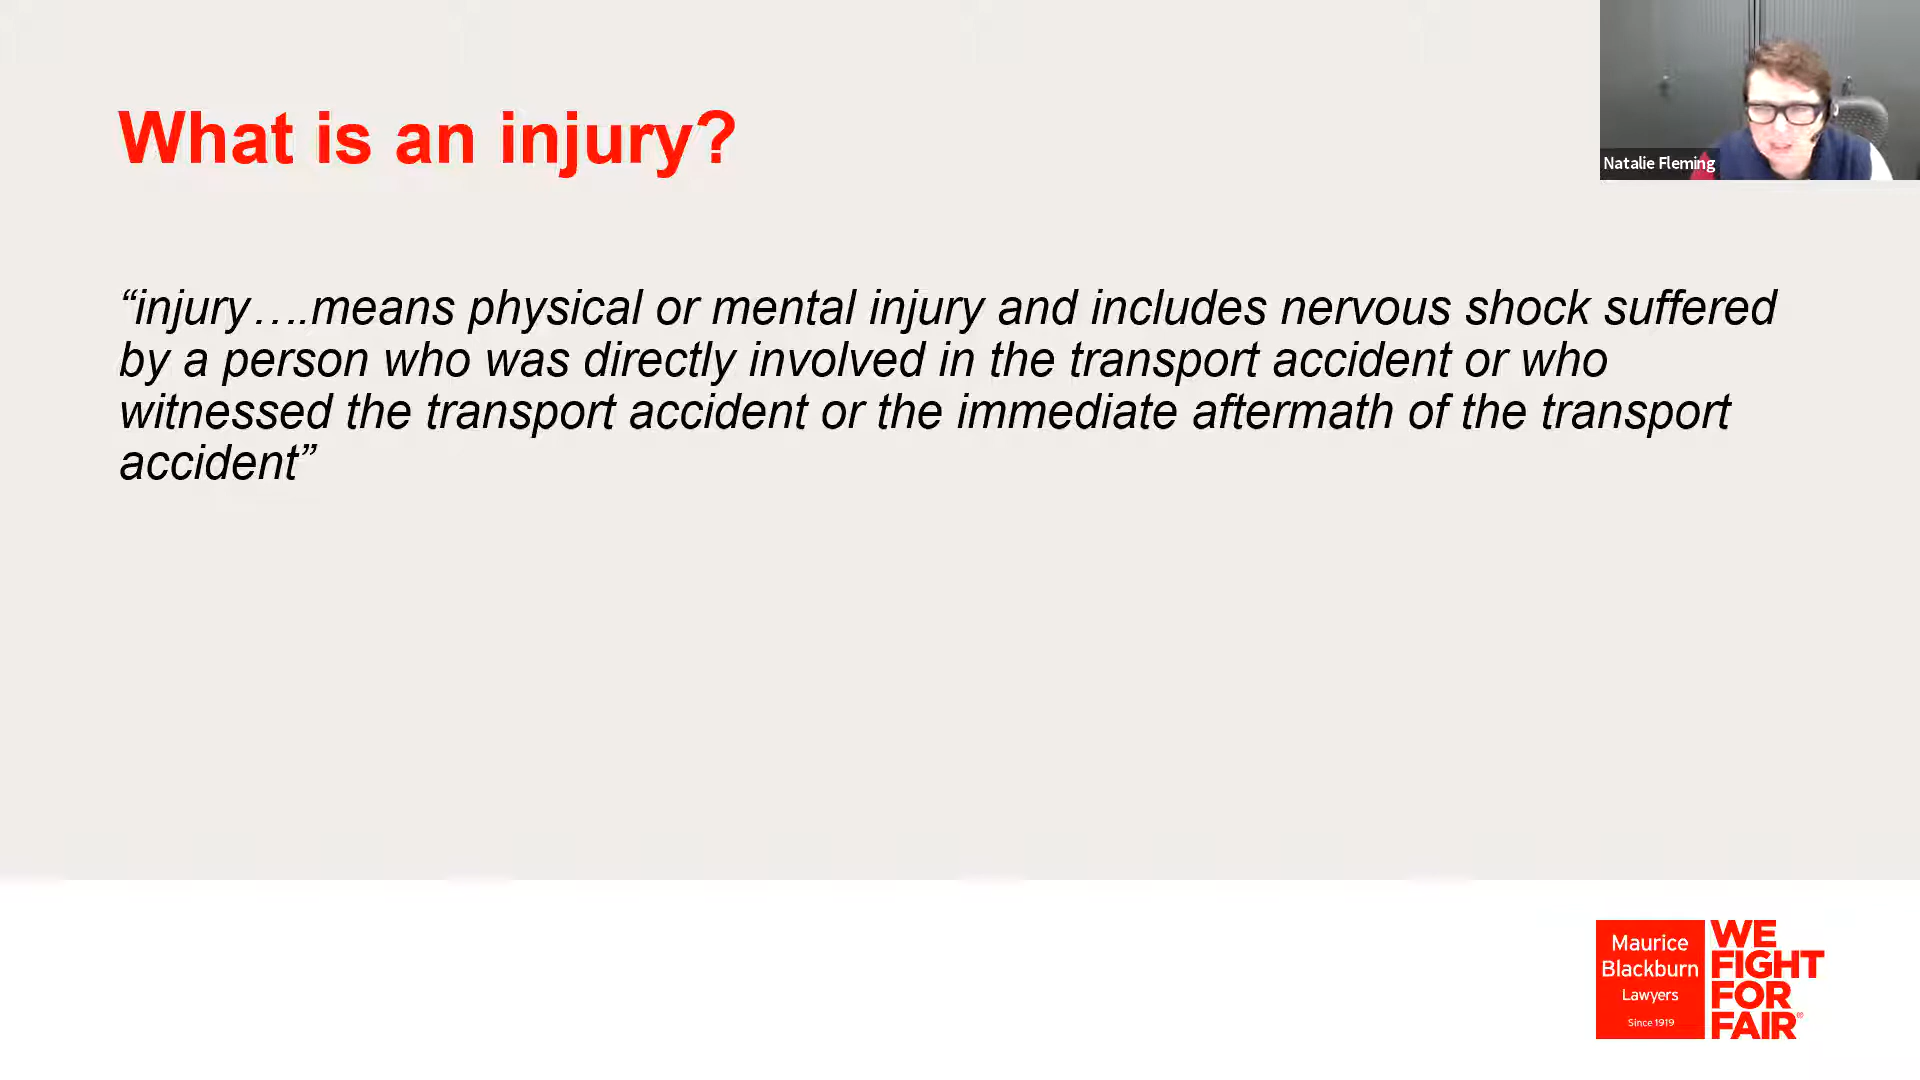 What is an injury?
Natalie Fleming
“injury….means physical or mental injury and includes nervous shock suffered
by a person who was directly involved in the transport accident or who
witnessed the transport accident or the immediate aftermath of the transport
accident”
Maurice
Blackburn
Lawyers
Since 1919
WE
FIGHT
FOR
FAIR®